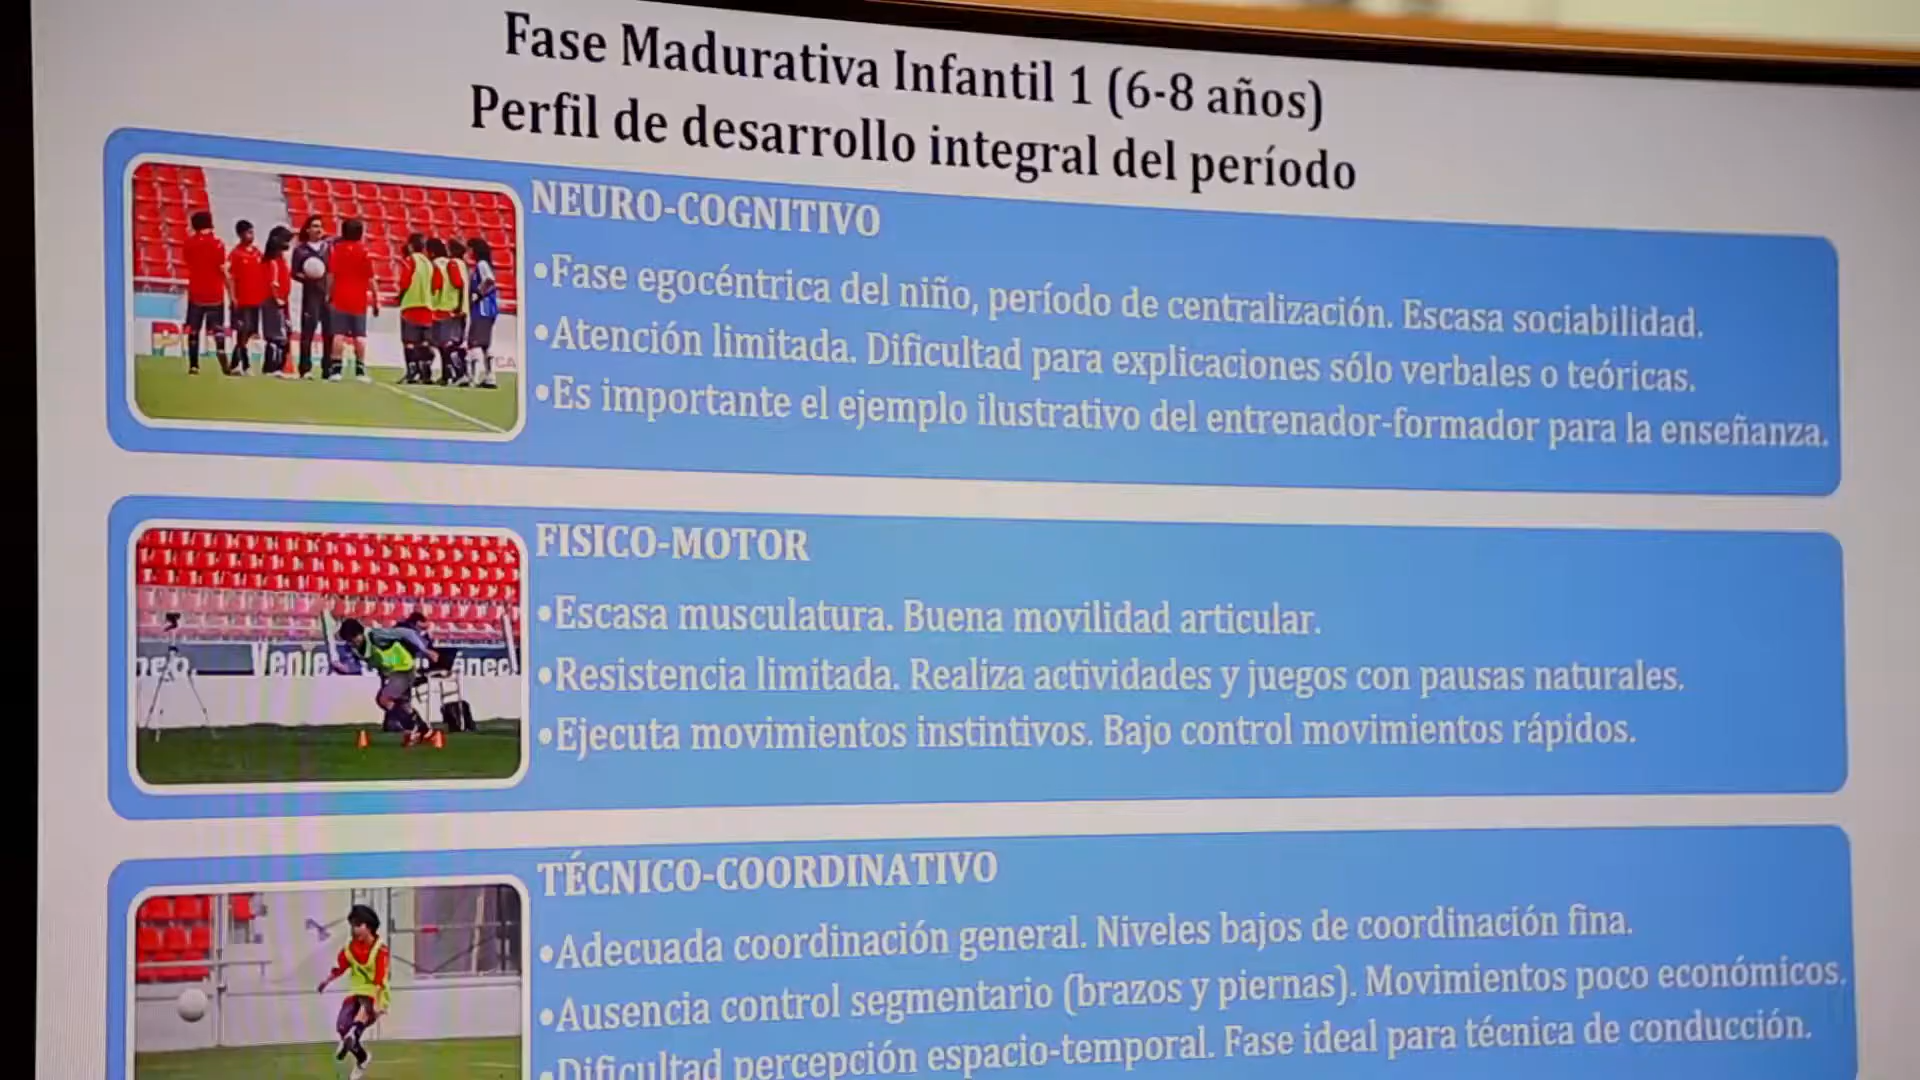 Fase Madurativa Infantil 1 (6-8 años)
Perfil de desarrollo integral del período
NEURO-COGNITIVO
•Fase egocéntrica del niño, período de centralización. Escasa sociabilidad.
•Atención limitada. Dificultad para explicaciones sólo verbales o teóricas.
•Es importante el ejemplo ilustrativo del entrenador-formador para la enseñanza.
FISICO-MOTOR
•Escasa musculatura. Buena movilidad articular.
•Resistencia limitada. Realiza actividades y juegos con pausas naturales.
•Ejecuta movimientos instintivos. Bajo control movimientos rápidos.
TÉCNICO-COORDINATIVO
•Adecuada coordinación general. Niveles bajos de coordinación fina.
•Ausencia control segmentario (brazos y piernas). Movimientos poco económicos.
•Dificultad percepción espacio-temporal. Fase ideal para técnica de conducción.